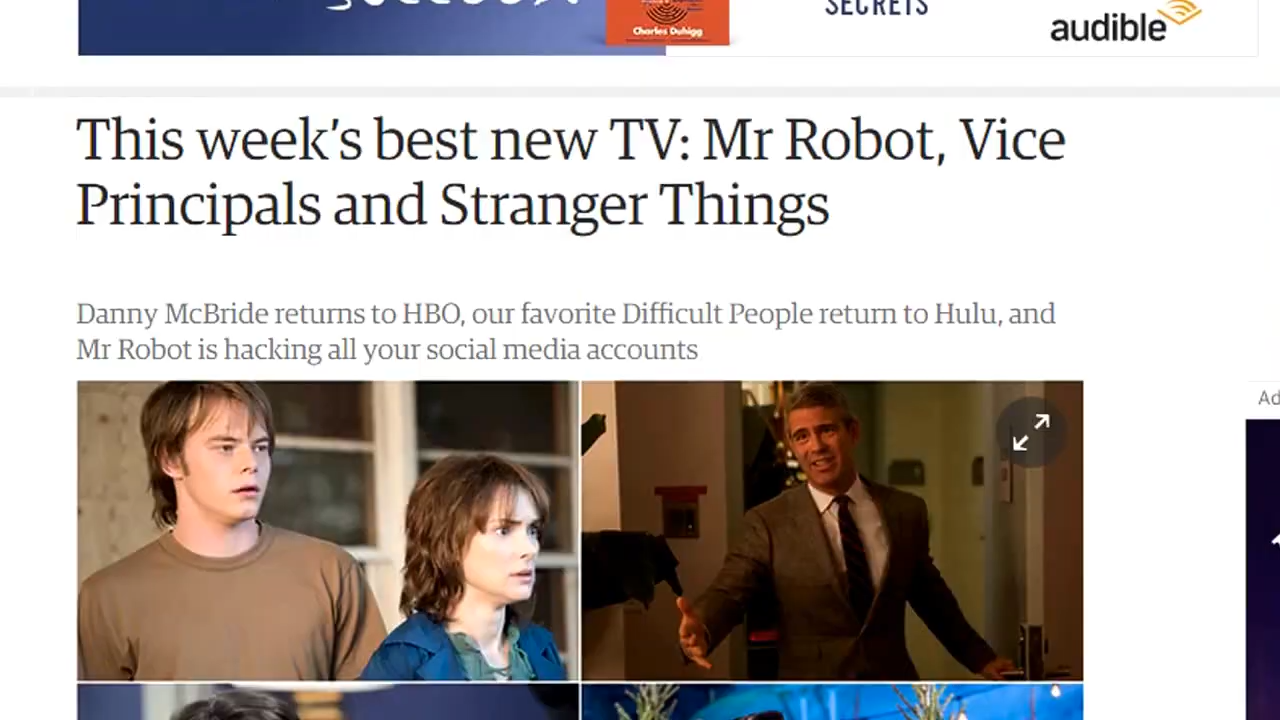 SECRETS
Charles Duhigg
audible
This week's best new TV: Mr Robot, Vice
Principals and Stranger Things
Danny McBride returns to HBO, our favorite Difficult People return to Hulu, and
Mr Robot is hacking all your social media accounts
Ad